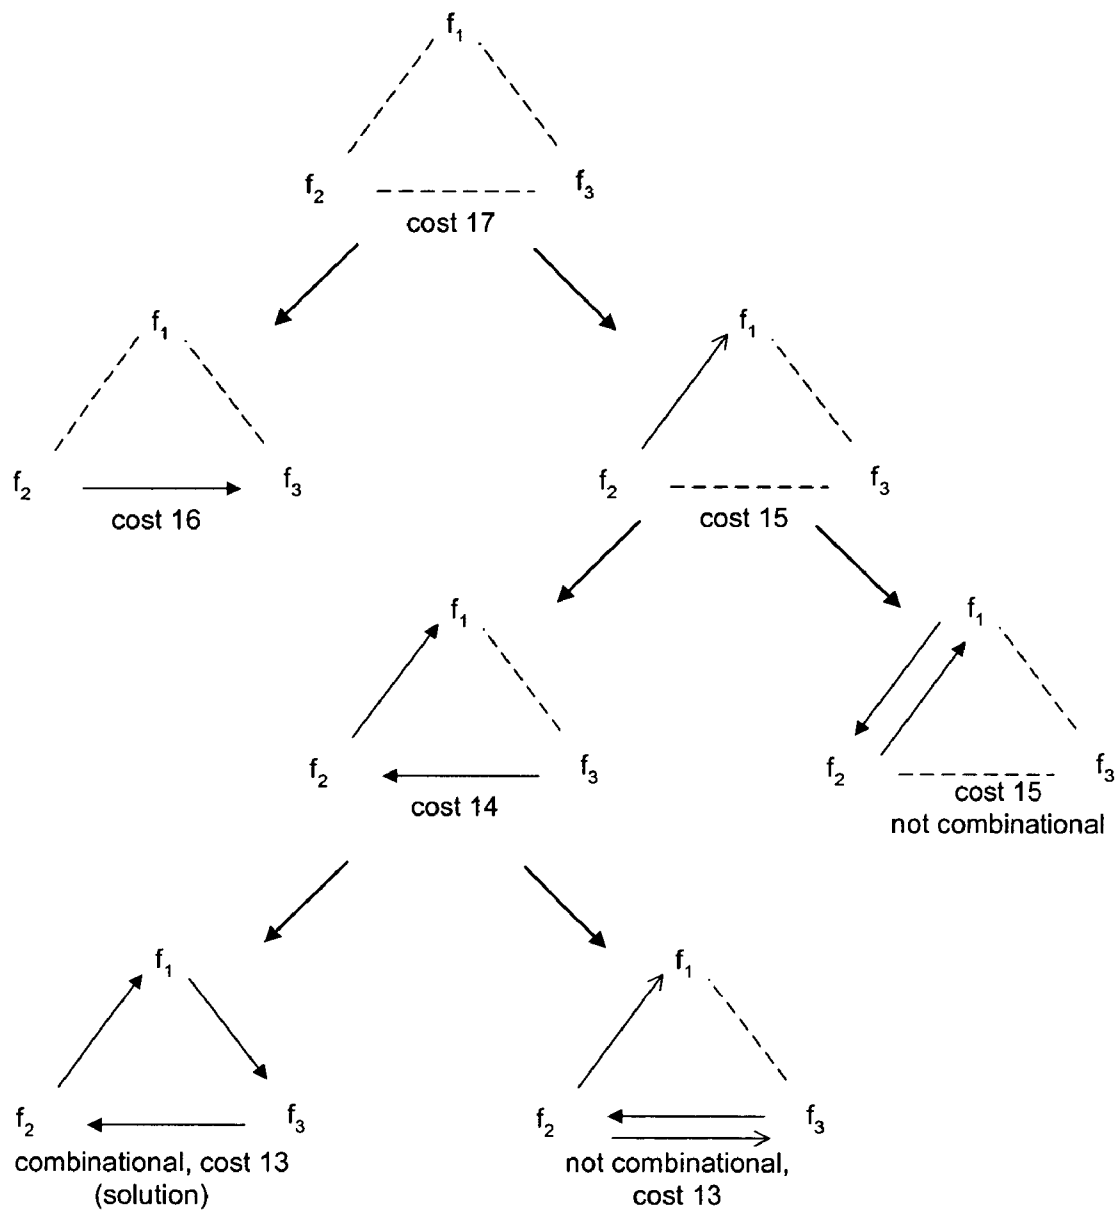 f1
f2
f3
cost 17
f1
f2
f3
cost 16
f1
f2
f3
cost 15
f1
f2
f3
cost 14
f1
f2
f3
cost 15
not combinational
f1
f2
f3
combinational, cost 13
(solution)
f1
f2
f3
not combinational,
cost 13